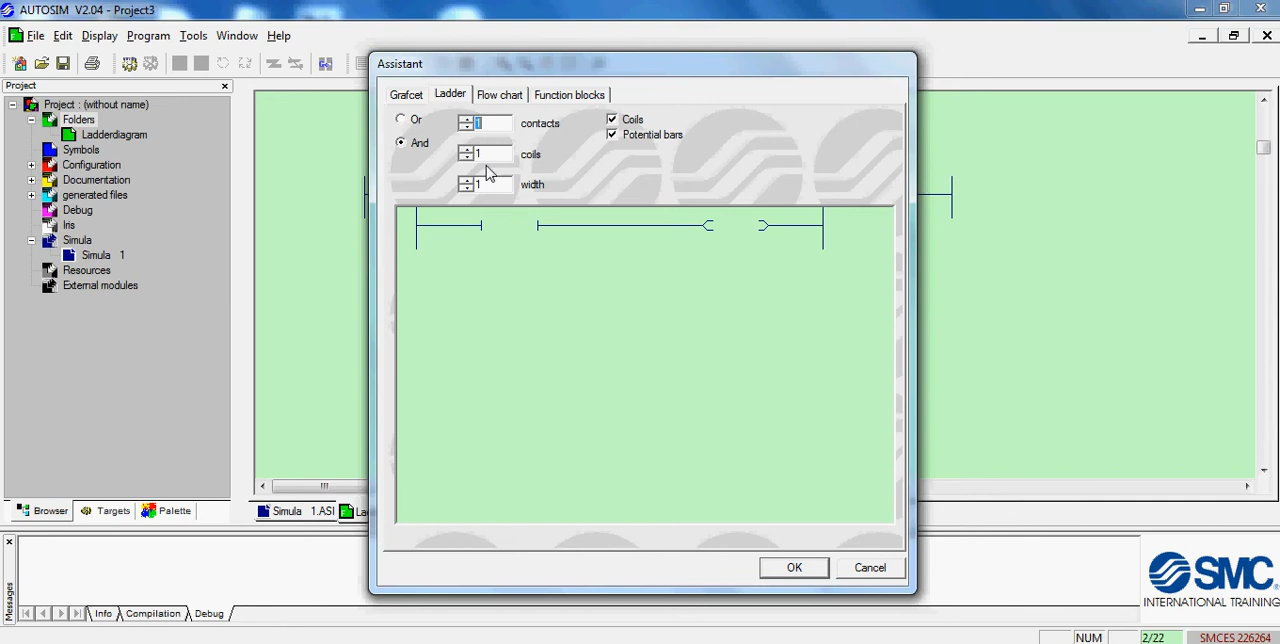 AUTOSIM V2.04 - Project3
File Edit Display Program Tools Window Help
Project
Project : (without name)
Folders
Ladderdiagram
Symbols
Configuration
Documentation
generated files
Debug
Iris
Simula
Simula 1
Resources
External modules
Browser Targets Palette
Assistant
Grafcet Ladder Flow chart Function blocks
Or
And
1 contacts
1 coils
1 width
Coils
Potential bars
OK Cancel
Simula 1.ASI La
Messages
Info Compilation Debug
SMC
INTERNATIONAL TRAINING
NUM 2/22 SMCES 226264